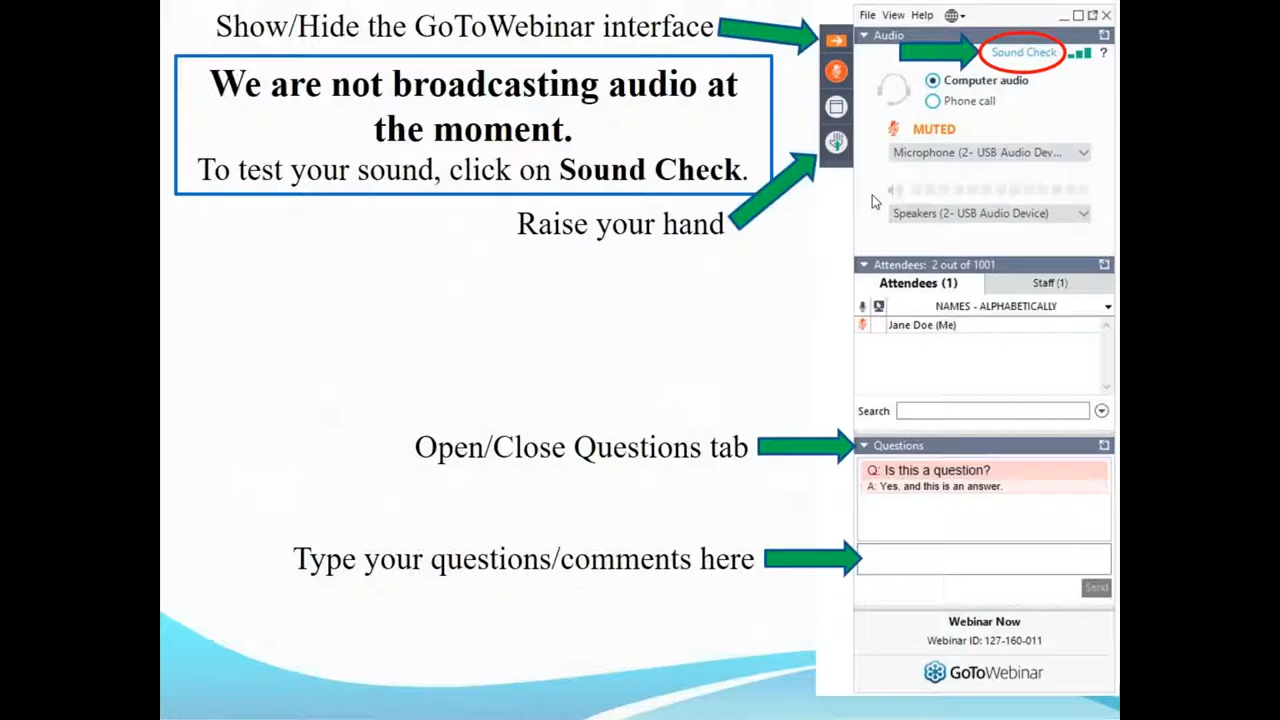 Show/Hide the GoToWebinar interface
We are not broadcasting audio at
the moment.
To test your sound, click on Sound Check.
Raise your hand
Open/Close Questions tab
Type your questions/comments here
File View Help
Audio
Sound Check ?
Computer audio
Phone call
MUTED
Microphone (2- USB Audio Dev...
Speakers (2- USB Audio Device)
Attendees: 2 out of 1001
Attendees (1) Staff (1)
NAMES - ALPHABETICALLY
Jane Doe (Me)
Search
Questions
Q: Is this a question?
A: Yes, and this is an answer.
Send
Webinar Now
Webinar ID: 127-160-011
GoToWebinar